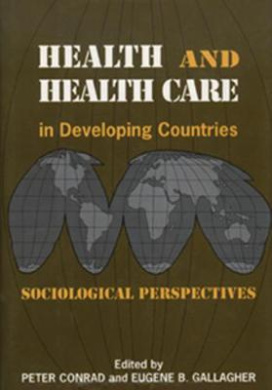 HEALTH AND
HEALTH CARE
in Developing Countries
SOCIOLOGICAL PERSPECTIVES
Edited by
PETER CONRAD and EUGENE B. GALLAGHER